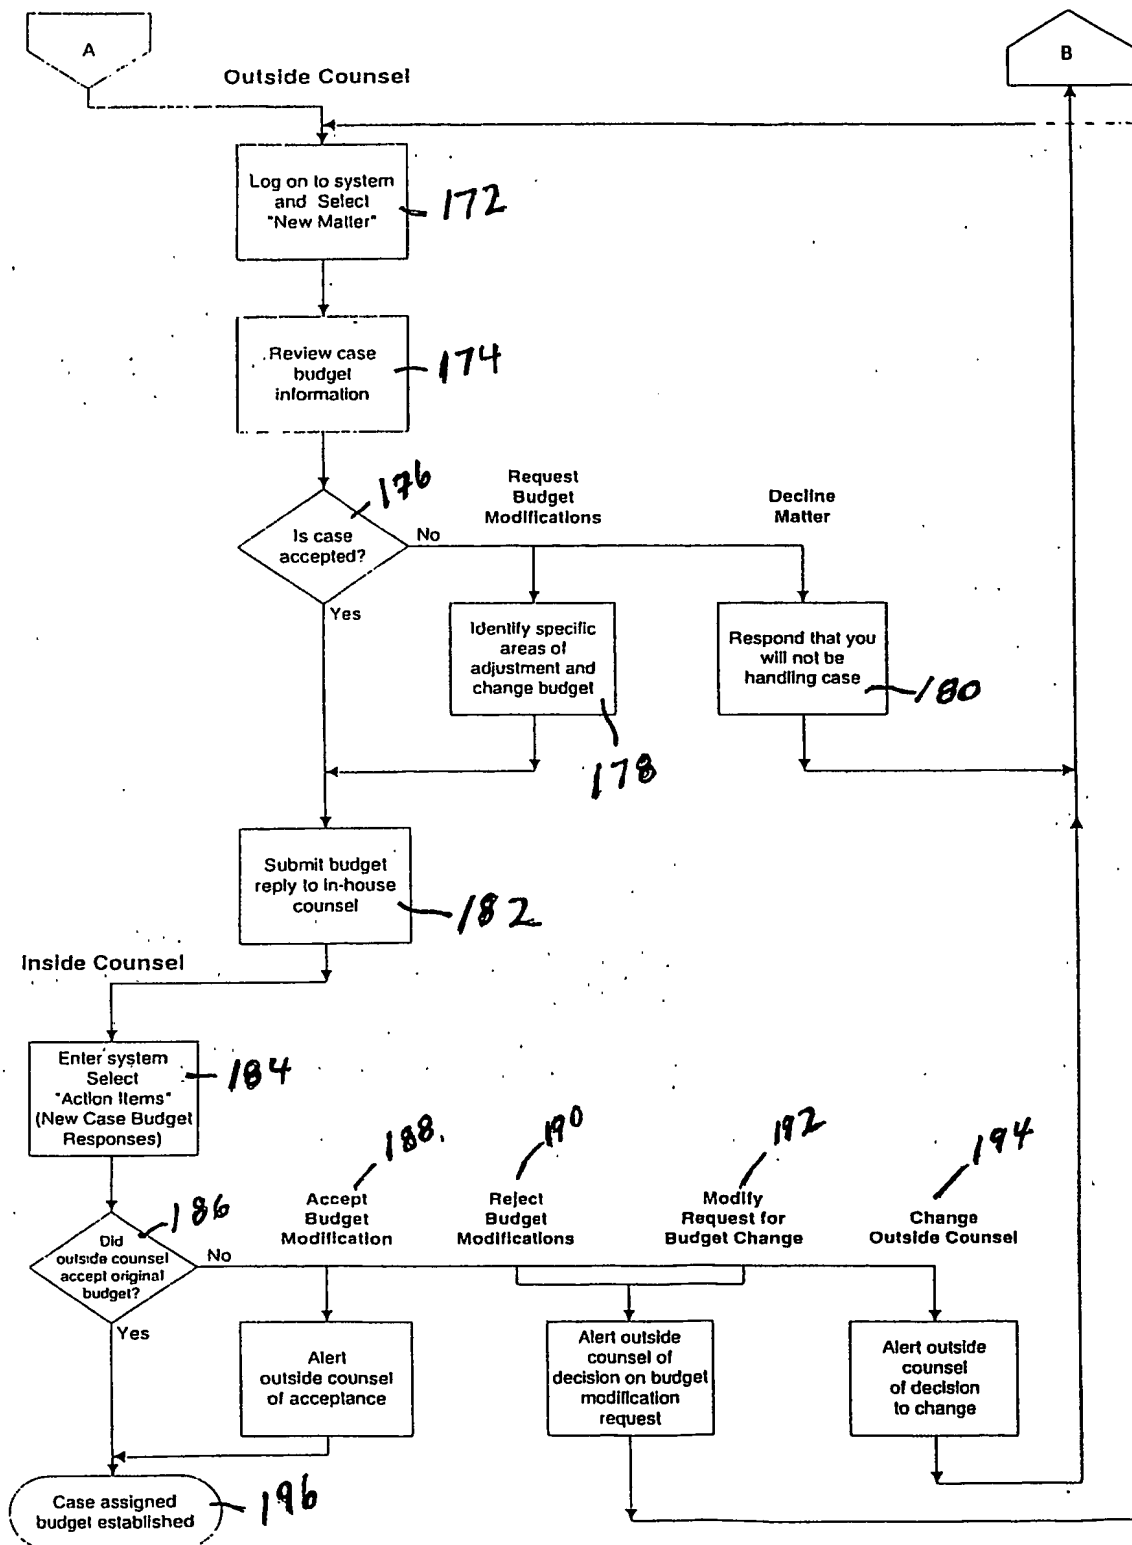 A
B
Outside Counsel
Log on to system
and Select
"New Matter"
172
Review case
budget
information
174
176
Is case
accepted?
No
Yes
Request
Budget
Modifications
Decline
Matter
Identify specific
areas of
adjustment and
change budget
178
Respond that you
will not be
handling case
180
Submit budget
reply to in-house
counsel
182
Inside Counsel
Enter system
Select
"Action Items"
(New Case Budget
Responses)
184
186
Did
outside counsel
accept original
budget?
No
Yes
188.
Accept
Budget
Modification
190
Reject
Budget
Modifications
192
Modify
Request for
Budget Change
194
Change
Outside Counsel
Alert
outside counsel
of acceptance
Alert outside
counsel of
decision on budget
modification
request
Alert outside
counsel
of decision
to change
Case assigned
budget established
196